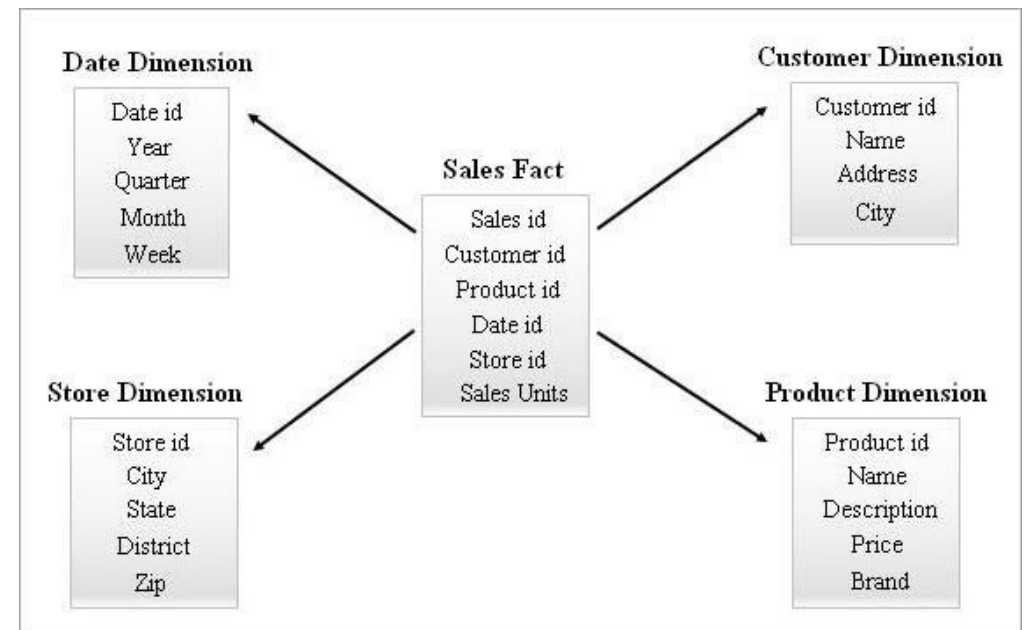 Date Dimension
Date id
Year
Quarter
Month
Week
Customer Dimension
Customer id
Name
Address
City
Sales Fact
Sales id
Customer id
Product id
Date id
Store id
Sales Units
Store Dimension
Store id
City
State
District
Zip
Product Dimension
Product id
Name
Description
Price
Brand